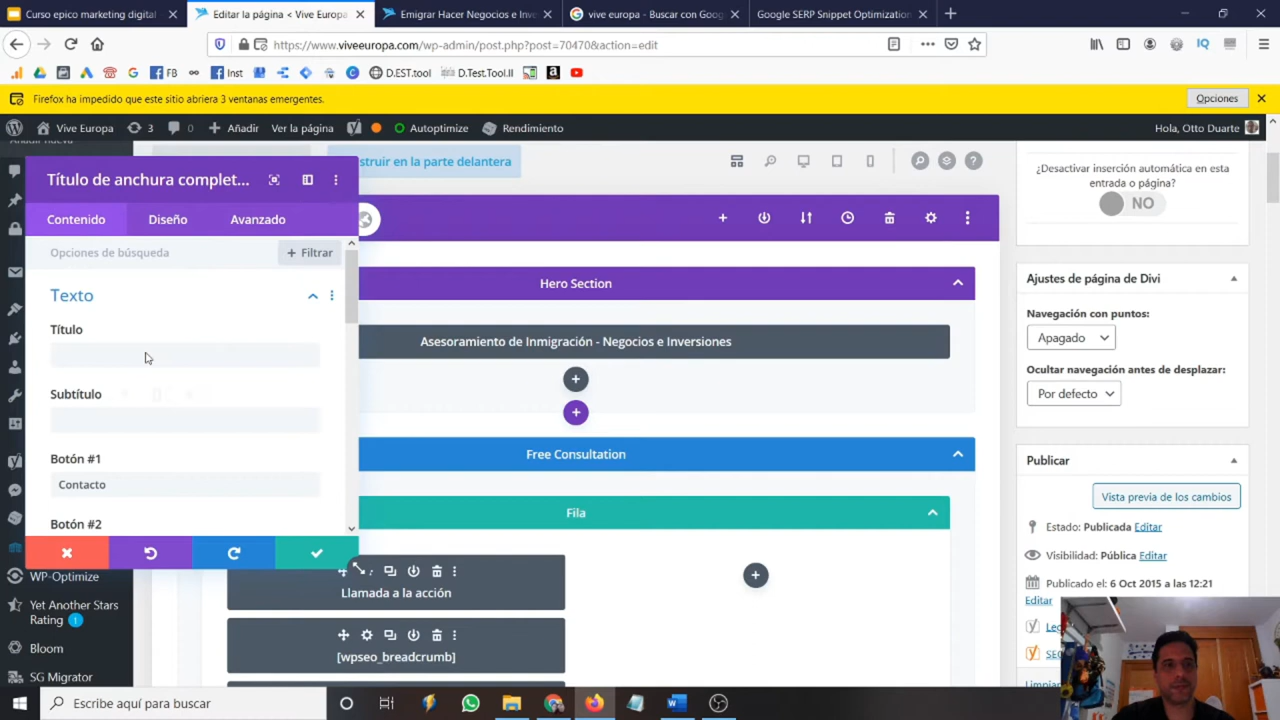 Curso epico marketing digital
Editar la página < Vive Europa
Emigrar Hacer Negocios e Inv
vive europa - Buscar con Goog
Google SERP Snippet Optimization
https://www.viveeuropa.com/wp-admin/post.php?post=70470&action=edit
FB
Inst
D.EST.tool
D.Test.Tool.II
Firefox ha impedido que este sitio abriera 3 ventanas emergentes.
Opciones
Vive Europa
3
0
Añadir
Ver la página
Autoptimize
Rendimiento
Hola, Otto Duarte
Añadir nueva
struir en la parte delantera
Título de anchura complet...
Contenido
Diseño
Avanzado
Opciones de búsqueda
+ Filtrar
Texto
Título
Subtítulo
Botón #1
Contacto
Botón #2
WP-Optimize
Yet Another Stars
Rating 1
Bloom
SG Migrator
Hero Section
Asesoramiento de Inmigración - Negocios e Inversiones
Free Consultation
Fila
Llamada a la acción
[wpseo_breadcrumb]
¿Desactivar inserción automática en esta
entrada o página?
NO
Ajustes de página de Divi
Navegación con puntos:
Apagado
Ocultar navegación antes de desplazar:
Por defecto
Publicar
Vista previa de los cambios
Estado: Publicada Editar
Visibilidad: Pública Editar
Publicado el: 6 Oct 2015 a las 12:21
Editar
Leg
SEO
Limpiar
Escribe aquí para buscar